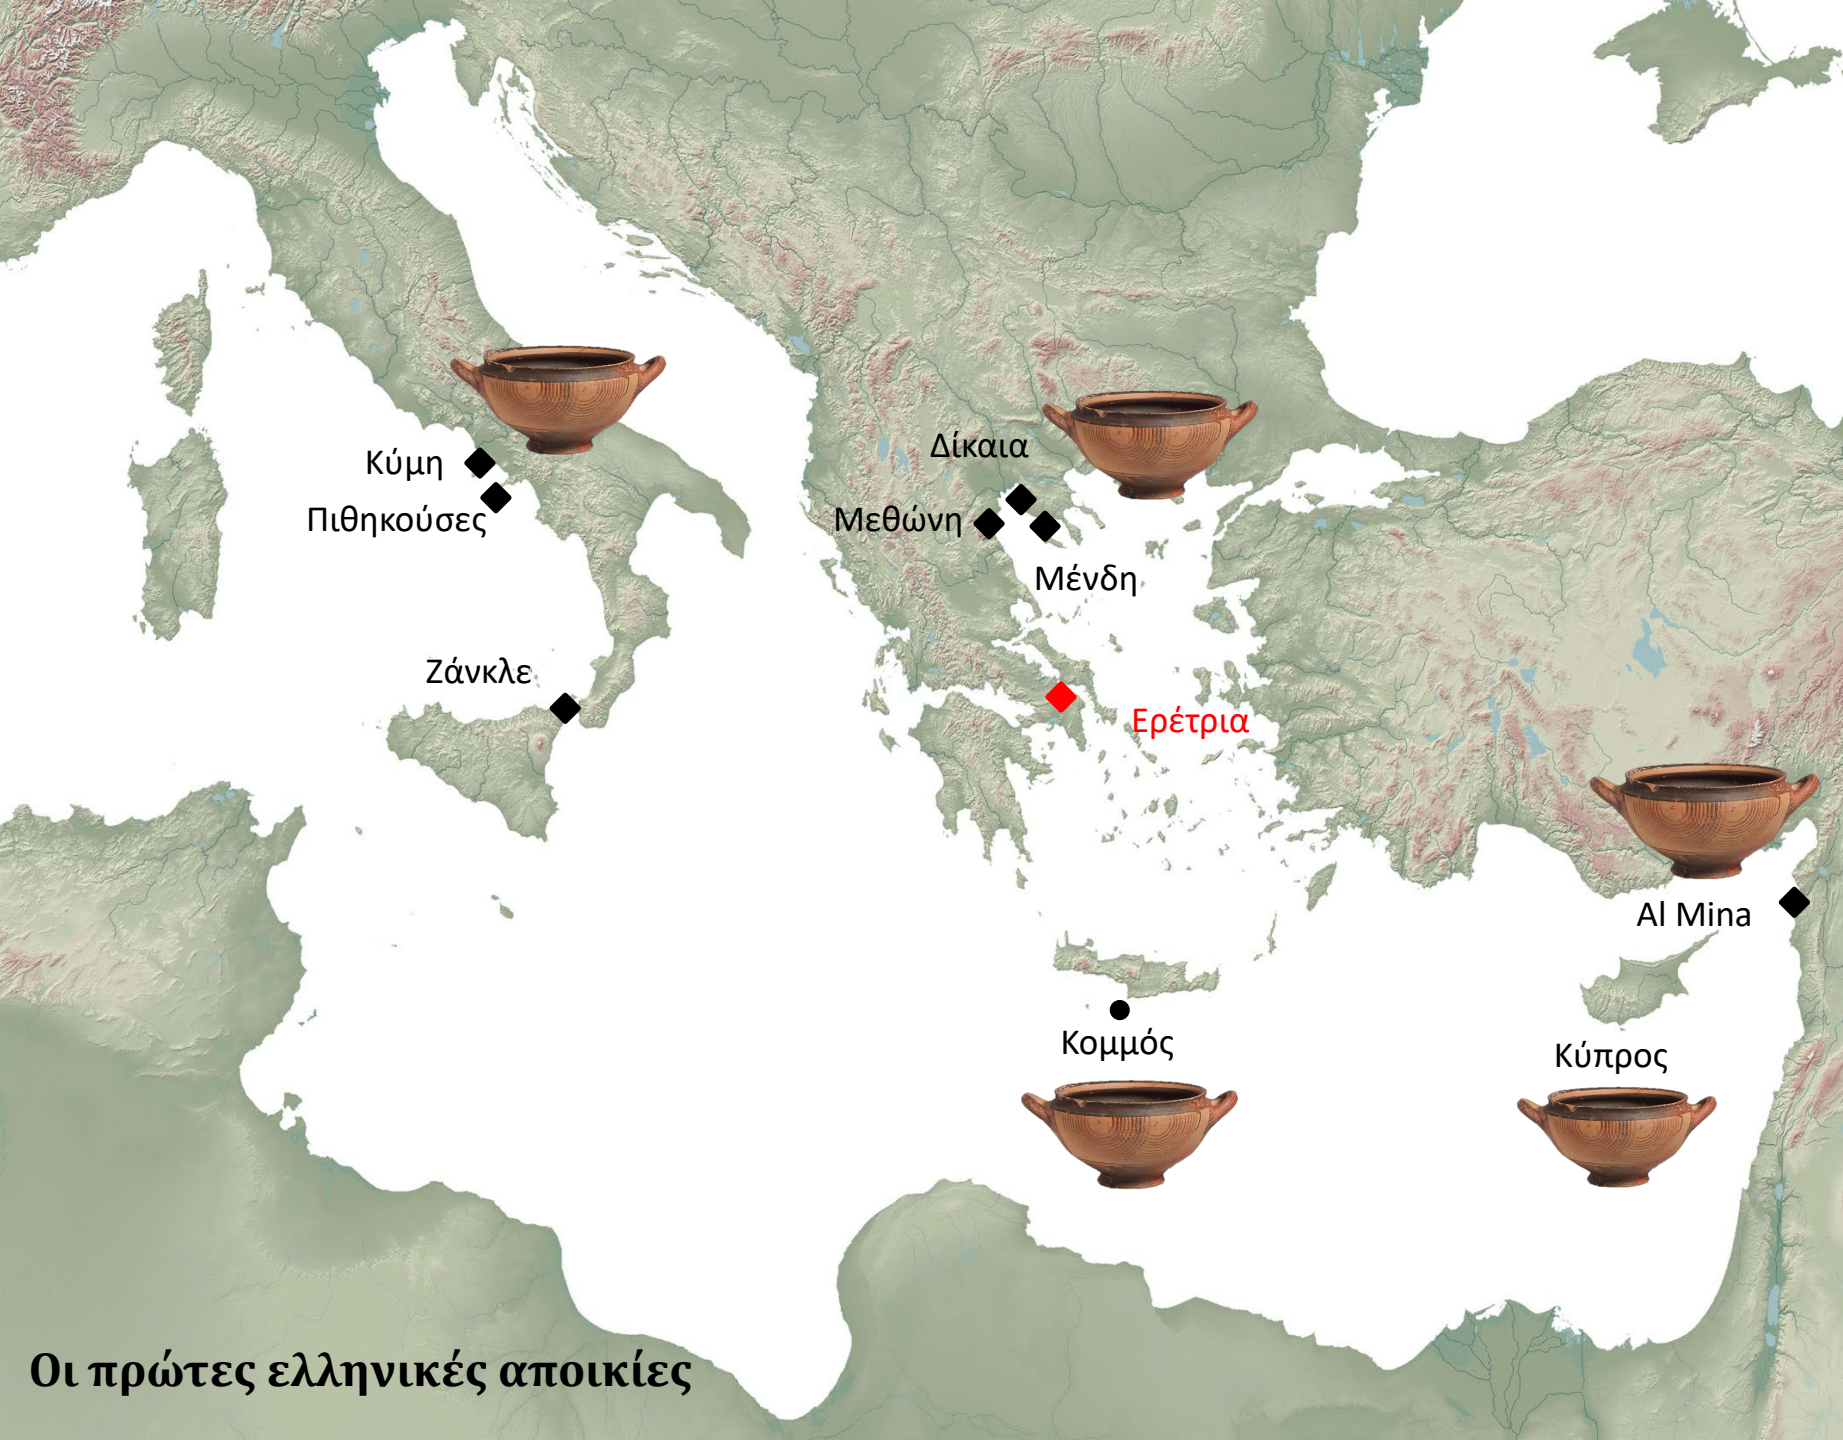 Δίκαια
Κύμη
Πιθηκούσες
Μεθώνη
Μένδη
Ζάνκλε
Ερέτρια
Al Mina
Κομμός
Κύπρος
Οι πρώτες ελληνικές αποικίες